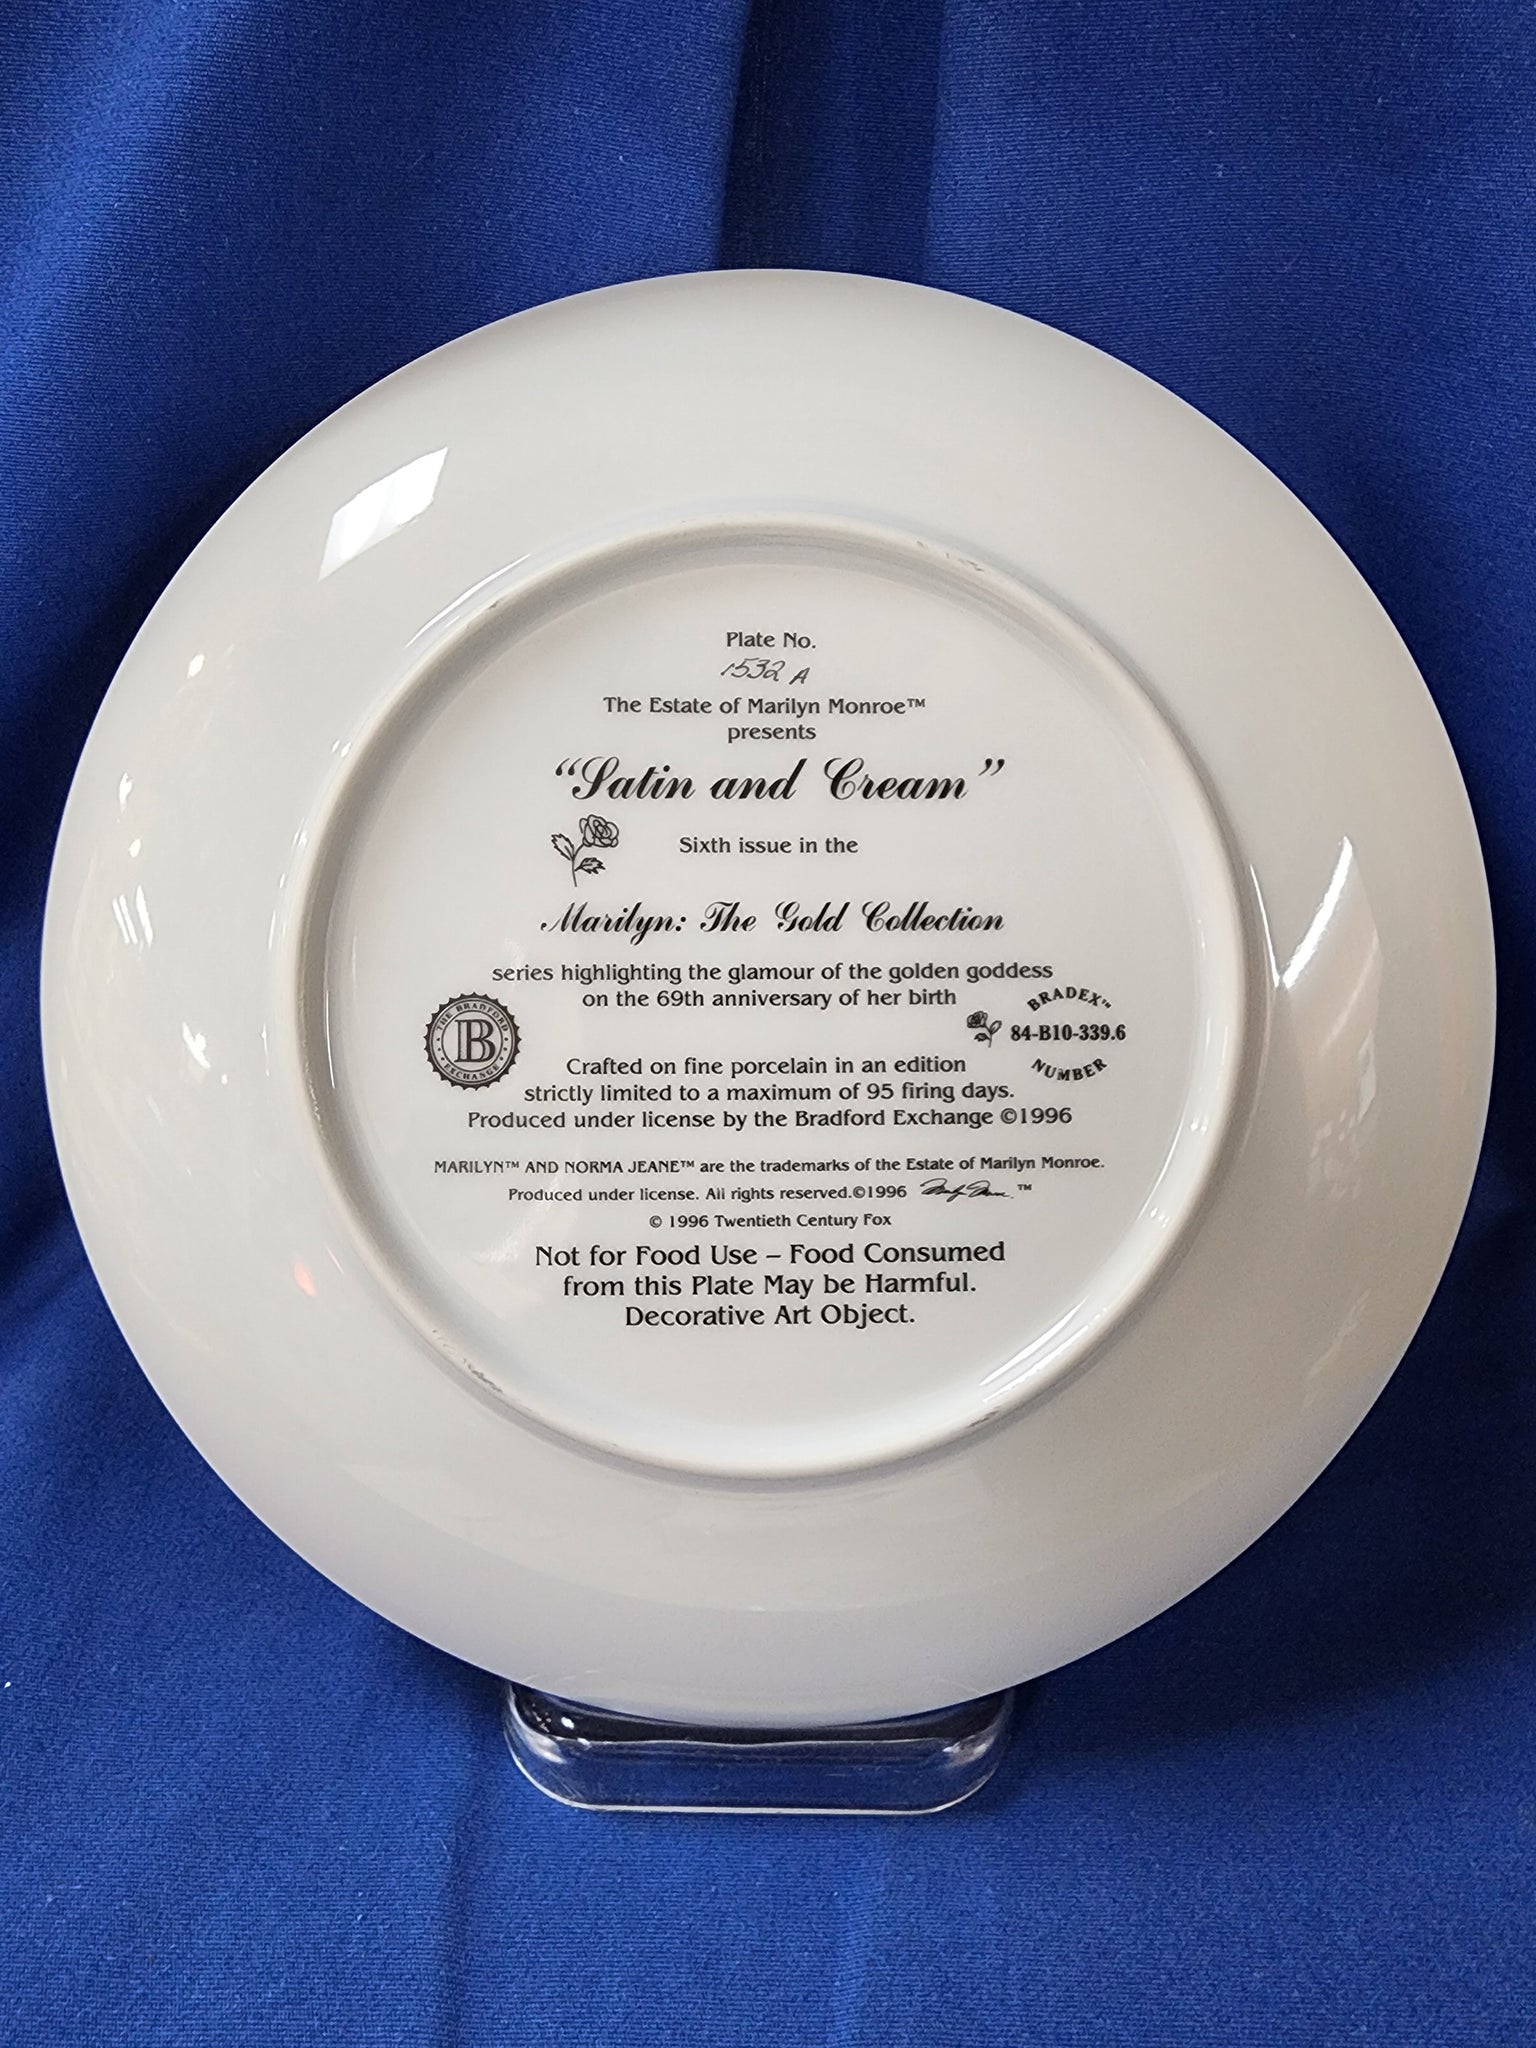 Plate No.
1532 A
The Estate of Marilyn Monroe™
presents
“Satin and Cream”
Sixth issue in the
Marilyn: The Gold Collection
series highlighting the glamour of the golden goddess
on the 69th anniversary of her birth
BRADEX™
84-B10-339.6
NUMBER
THE BRADFORD
B
EXCHANGE
Crafted on fine porcelain in an edition
strictly limited to a maximum of 95 firing days.
Produced under license by the Bradford Exchange ©1996
MARILYN™ AND NORMA JEANE™ are the trademarks of the Estate of Marilyn Monroe.
Produced under license. All rights reserved.©1996 Marilyn Monroe.™
© 1996 Twentieth Century Fox
Not for Food Use – Food Consumed
from this Plate May be Harmful.
Decorative Art Object.